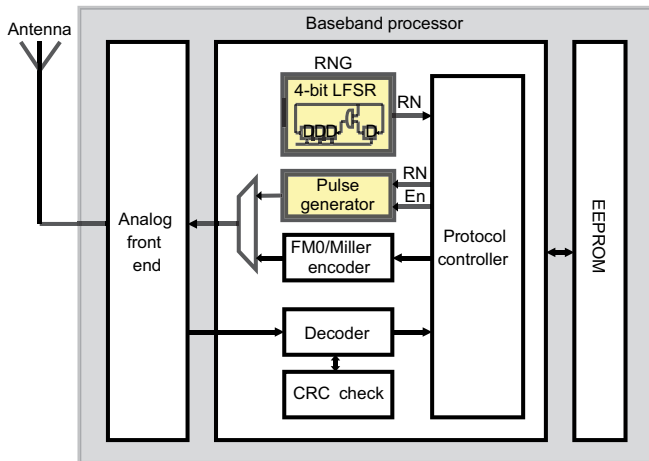 Baseband processor
Antenna
RNG
4-bit LFSR
RN
D
D
D
D
RN
En
Pulse
generator
Analog
front
end
FM0/Miller
encoder
Protocol
controller
EEPROM
Decoder
CRC check